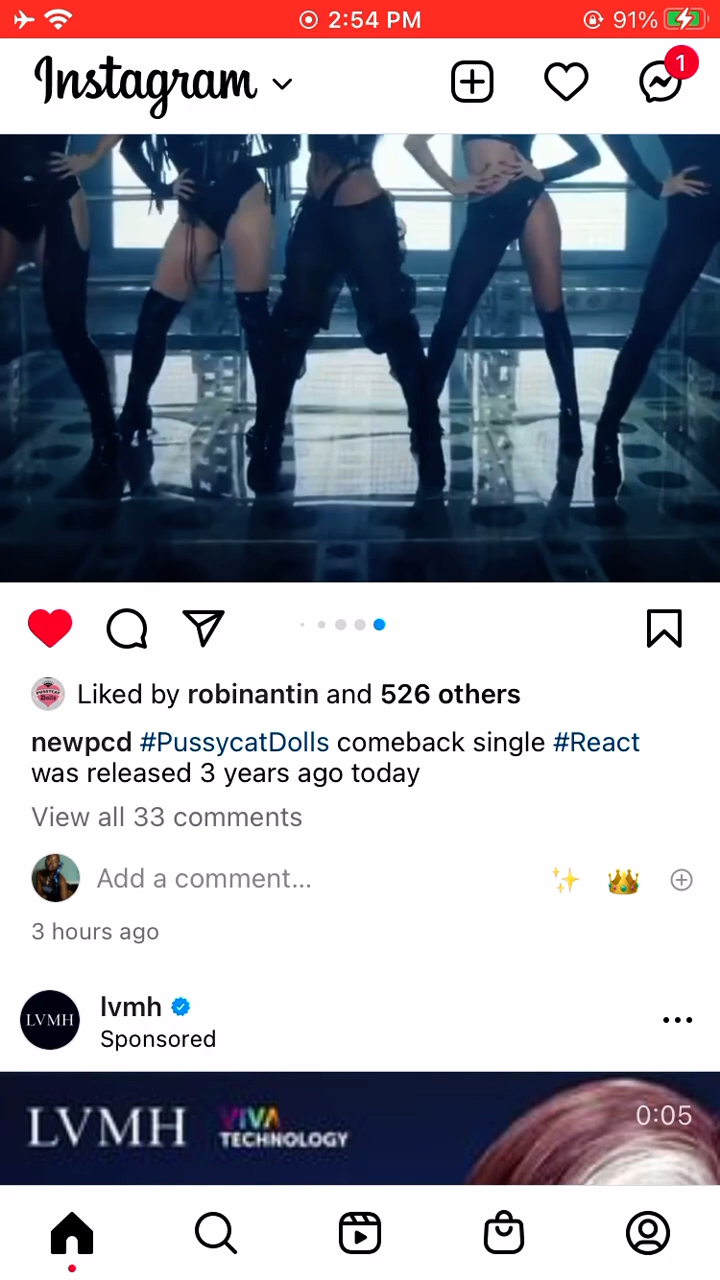 2:54 PM
91%
Instagram
1
Liked by robinantin and 526 others
newpcd #PussycatDolls comeback single #React
was released 3 years ago today
View all 33 comments
Add a comment...
3 hours ago
LVMH
lvmh
Sponsored
LVMH VIVA TECHNOLOGY
0:05